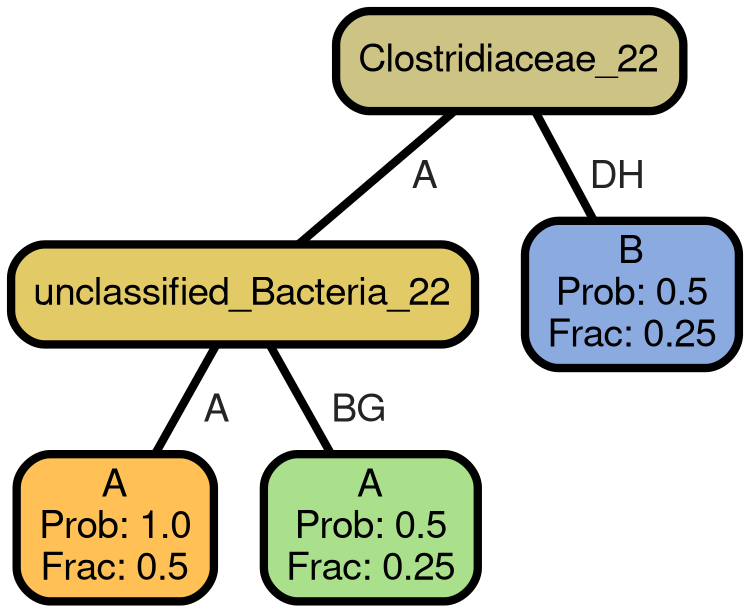 Clostridiaceae_22
A
DH
unclassified_Bacteria_22
B
Prob: 0.5
Frac: 0.25
A
BG
A
Prob: 1.0
Frac: 0.5
A
Prob: 0.5
Frac: 0.25